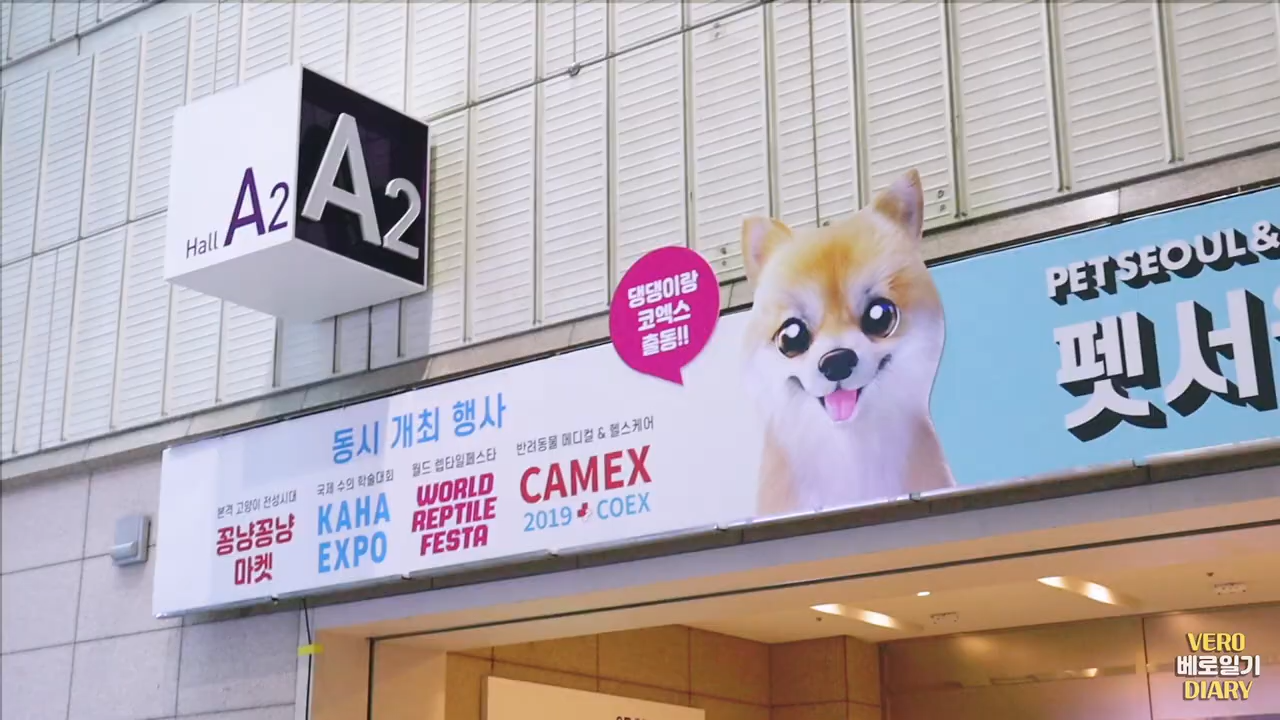 Hall A2
A2
댕댕이랑
코엑스
출동!!
PETSEOUL&
펫서
동시 개최 행사
본격 고양이 전성시대
꽁냥꽁냥
마켓
국제 수의 학술대회
KAHA
EXPO
월드 렙타일페스타
WORLD
REPTILE
FESTA
반려동물 메디컬 & 헬스케어
CAMEX
2019 COEX
VERO
베로일기
DIARY